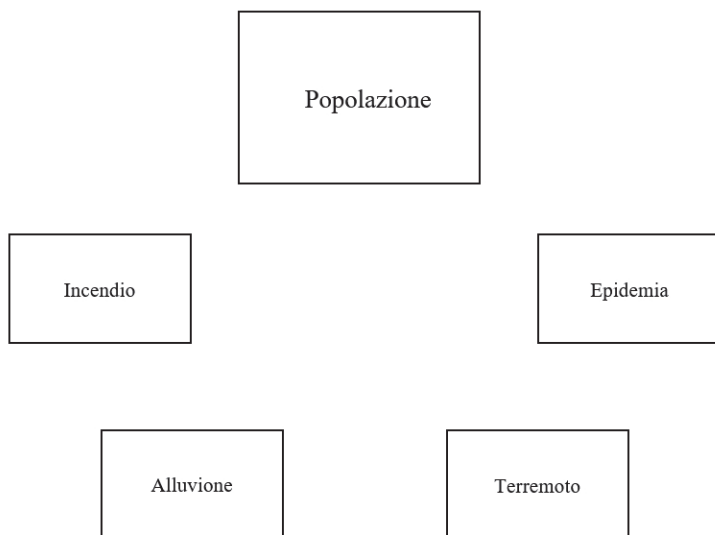 Popolazione
Incendio
Epidemia
Alluvione
Terremoto